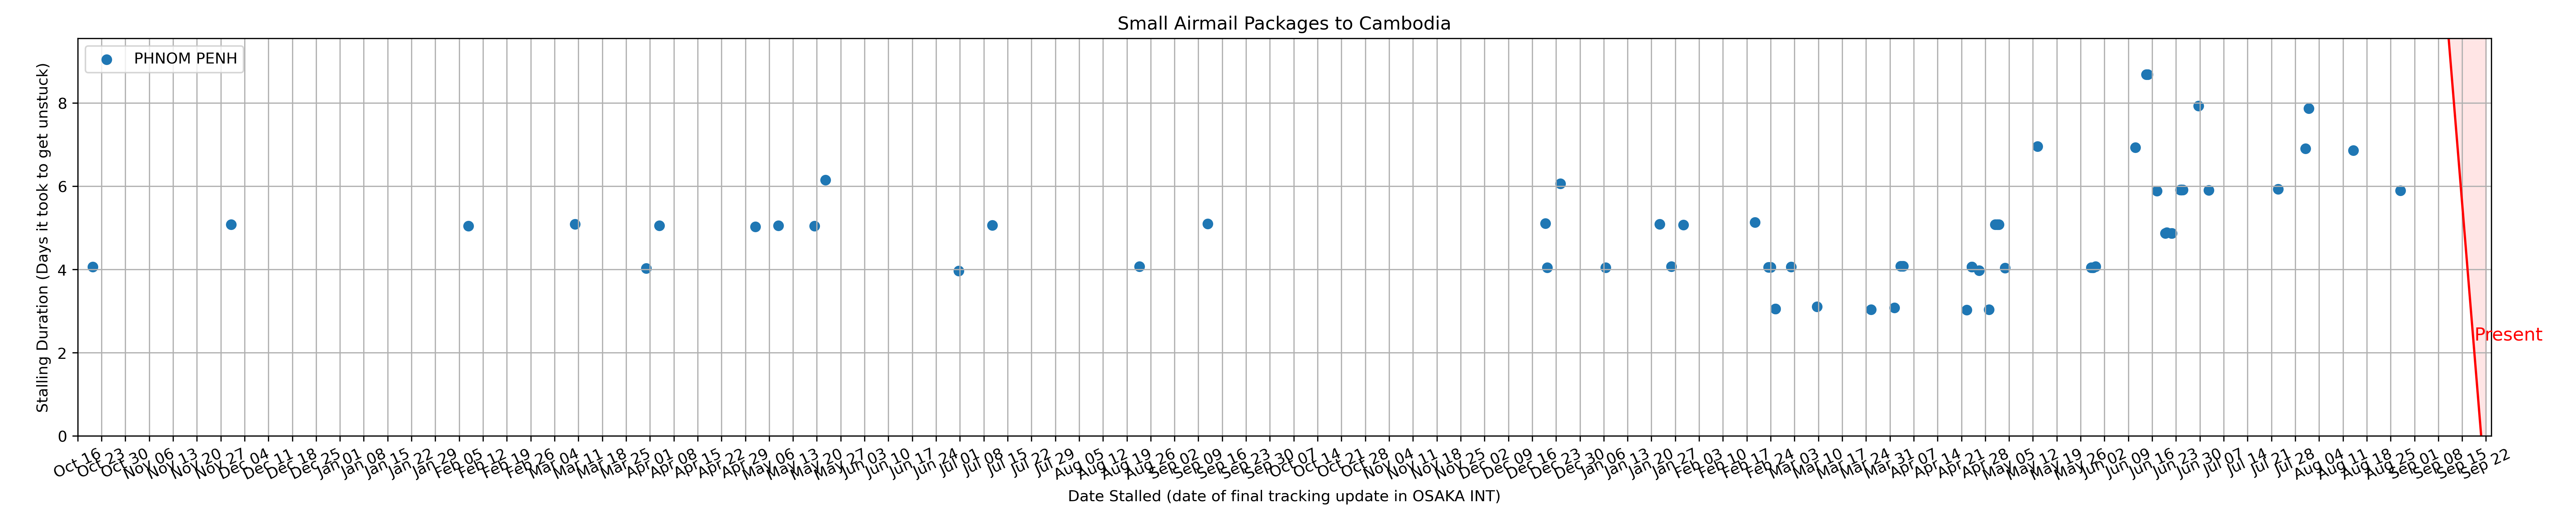 Small Airmail Packages to Cambodia
PHNOM PENH
Stalling Duration (Days it took to get unstuck)
8
6
4
2
0
Present
Oct 16
Oct 23
Oct 30
Nov 06
Nov 13
Nov 20
Nov 27
Dec 04
Dec 11
Dec 18
Dec 25
Jan 01
Jan 08
Jan 15
Jan 22
Jan 29
Feb 05
Feb 12
Feb 19
Feb 26
Mar 04
Mar 11
Mar 18
Mar 25
Apr 01
Apr 08
Apr 15
Apr 22
Apr 29
May 06
May 13
May 20
May 27
Jun 03
Jun 10
Jun 17
Jun 24
Jul 01
Jul 08
Jul 15
Jul 22
Jul 29
Aug 05
Aug 12
Aug 19
Aug 26
Sep 02
Sep 09
Sep 16
Sep 23
Sep 30
Oct 07
Oct 14
Oct 21
Oct 28
Nov 04
Nov 11
Nov 18
Nov 25
Dec 02
Dec 09
Dec 16
Dec 23
Dec 30
Jan 06
Jan 13
Jan 20
Jan 27
Feb 03
Feb 10
Feb 17
Feb 24
Mar 03
Mar 10
Mar 17
Mar 24
Mar 31
Apr 07
Apr 14
Apr 21
Apr 28
May 05
May 12
May 19
May 26
Jun 02
Jun 09
Jun 16
Jun 23
Jun 30
Jul 07
Jul 14
Jul 21
Jul 28
Aug 04
Aug 11
Aug 18
Aug 25
Sep 01
Sep 08
Sep 15
Sep 22
Date Stalled (date of final tracking update in OSAKA INT)